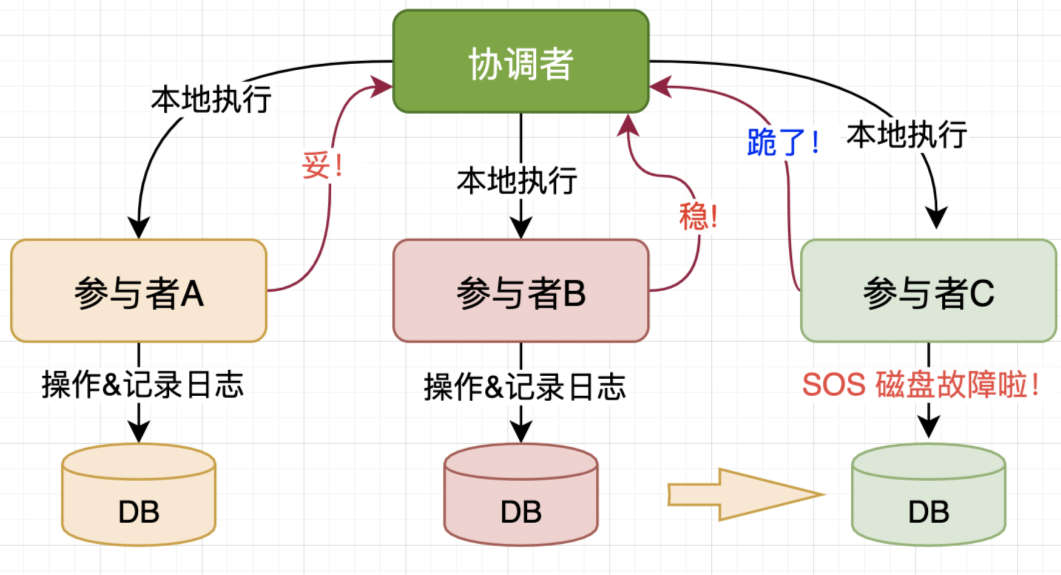 协调者
本地执行
妥!
本地执行
稳!
跪了!
本地执行
参与者A
参与者B
参与者C
操作&记录日志
操作&记录日志
SOS 磁盘故障啦!
DB
DB
DB